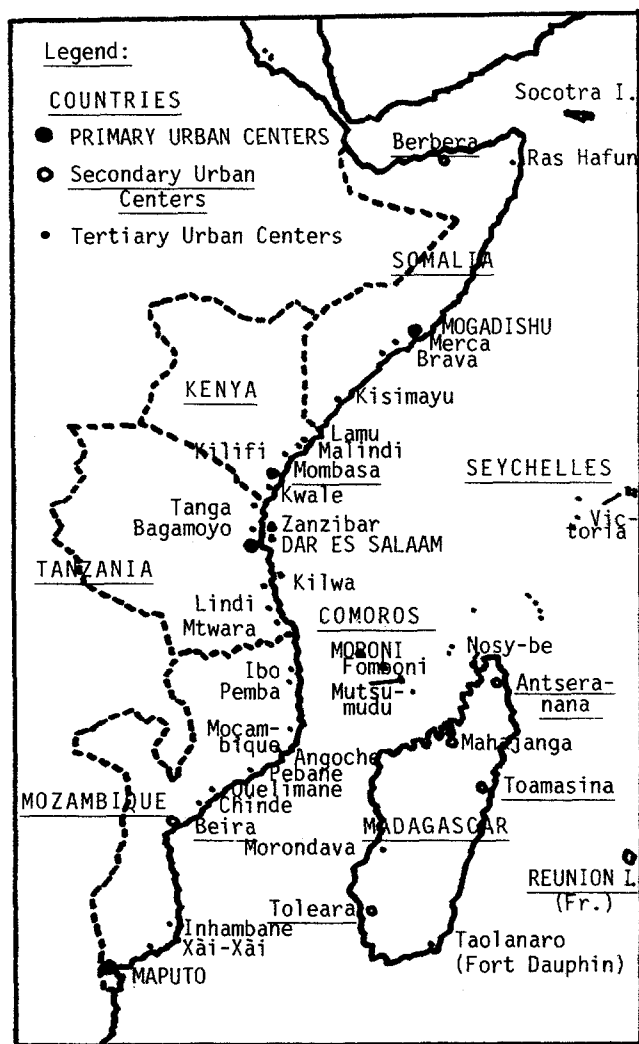 Legend:
COUNTRIES
PRIMARY URBAN CENTERS
Secondary Urban
Centers
Tertiary Urban Centers
Socotra I.
Berbera
Ras Hafun
SOMALIA
MOGADISHU
Merca
Brava
KENYA
Kisimayu
Lamu
Kilifi
Malindi
Mombasa
SEYCHELLES
Kwale
Tanga
Bagamoyo
Zanzibar
DAR ES SALAAM
Vic-
toria
TANZANIA
Kilwa
Lindi
Mtwara
COMOROS
MORONI
Fomboni
Mutsu-
mudu
Nosy-be
Ibo
Pemba
Antsera-
nana
Moçam-
bique
Mahajanga
Angoche
Pebane
Quelimane
Chinde
MOZAMBIQUE
Beira
Toamasina
MADAGASCAR
Morondava
REUNION I.
(Fr.)
Toleara
Inhambane
Xài-Xài
Taolanaro
(Fort Dauphin)
MAPUTO